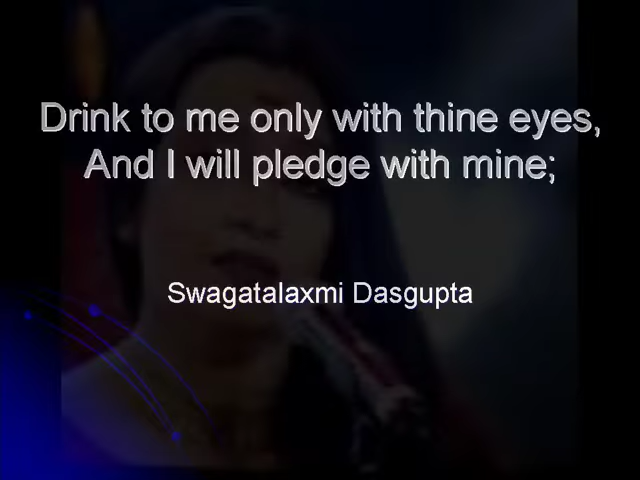 Drink to me only with thine eyes,
And I will pledge with mine;
Swagatalaxmi Dasgupta